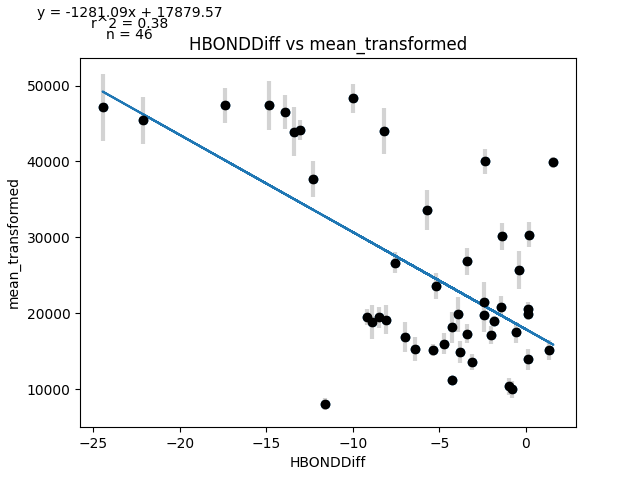 y = -1281.09x + 17879.57
r^2 = 0.38
n = 46
HBONDDiff vs mean_transformed
50000
40000
30000
20000
10000
mean_transformed
−25 −20 −15 −10 −5 0
HBONDDiff